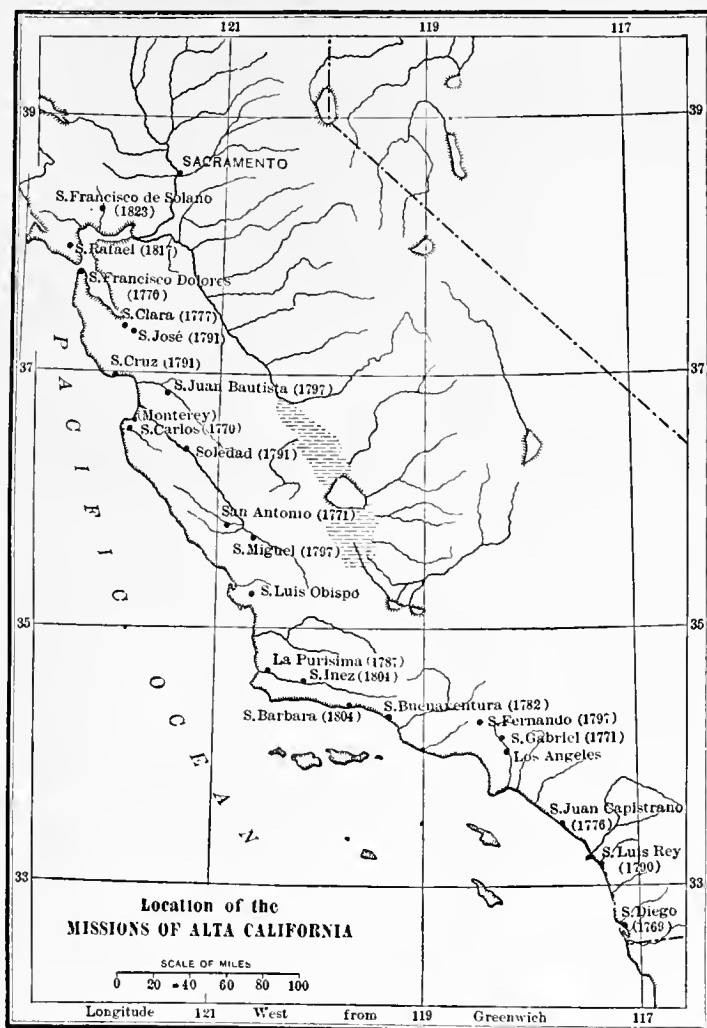 121 119 117
39 39
SACRAMENTO
S.Francisco de Solano
(1823)
S.Rafael (1817)
S.Francisco Dolores
(1776)
S.Clara (1777)
S.José (1791)
S.Cruz (1791)
37 37
S.Juan Bautista (1797)
(Monterey)
S.Carlos (1770)
Soledad (1791)
San Antonio (1771)
S.Miguel (1797)
S.Luis Obispo
35 35
La Purisima (1787)
S.Inez (1804)
S.Buenaventura (1782)
S.Barbara (1804)
S.Fernando (1797)
S.Gabriel (1771)
Los Angeles
S.Juan Capistrano
(1776)
S.Luis Rey
(1790)
33 33
S.Diego
(1769)
PACIFIC OCEAN
Location of the
MISSIONS OF ALTA CALIFORNIA
SCALE OF MILES
0 20 40 60 80 100
Longitude 121 West from 119 Greenwich 117